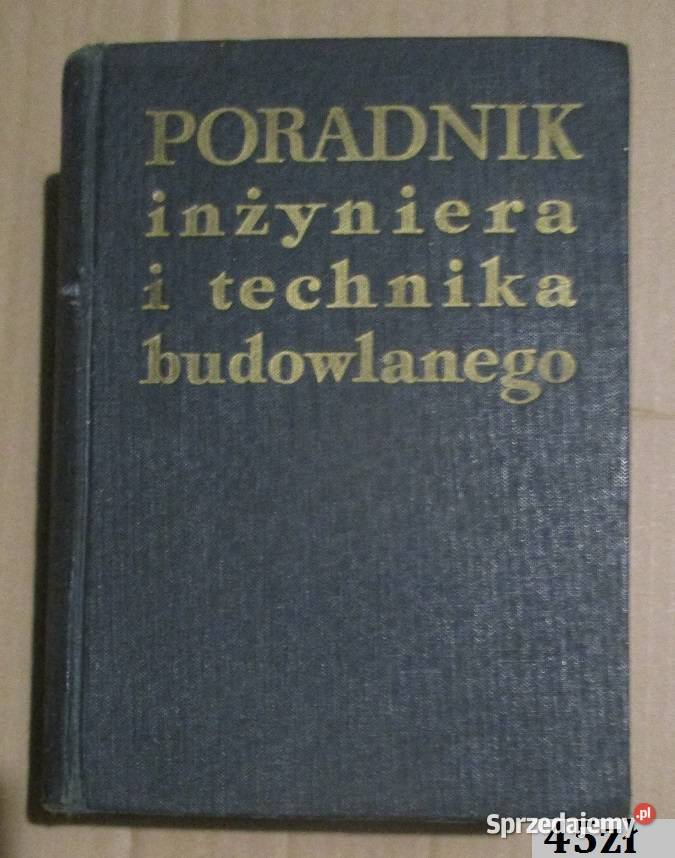 PORADNIK
inżyniera
i technika
budowlanego
Sprzedajemy.pl
45zł